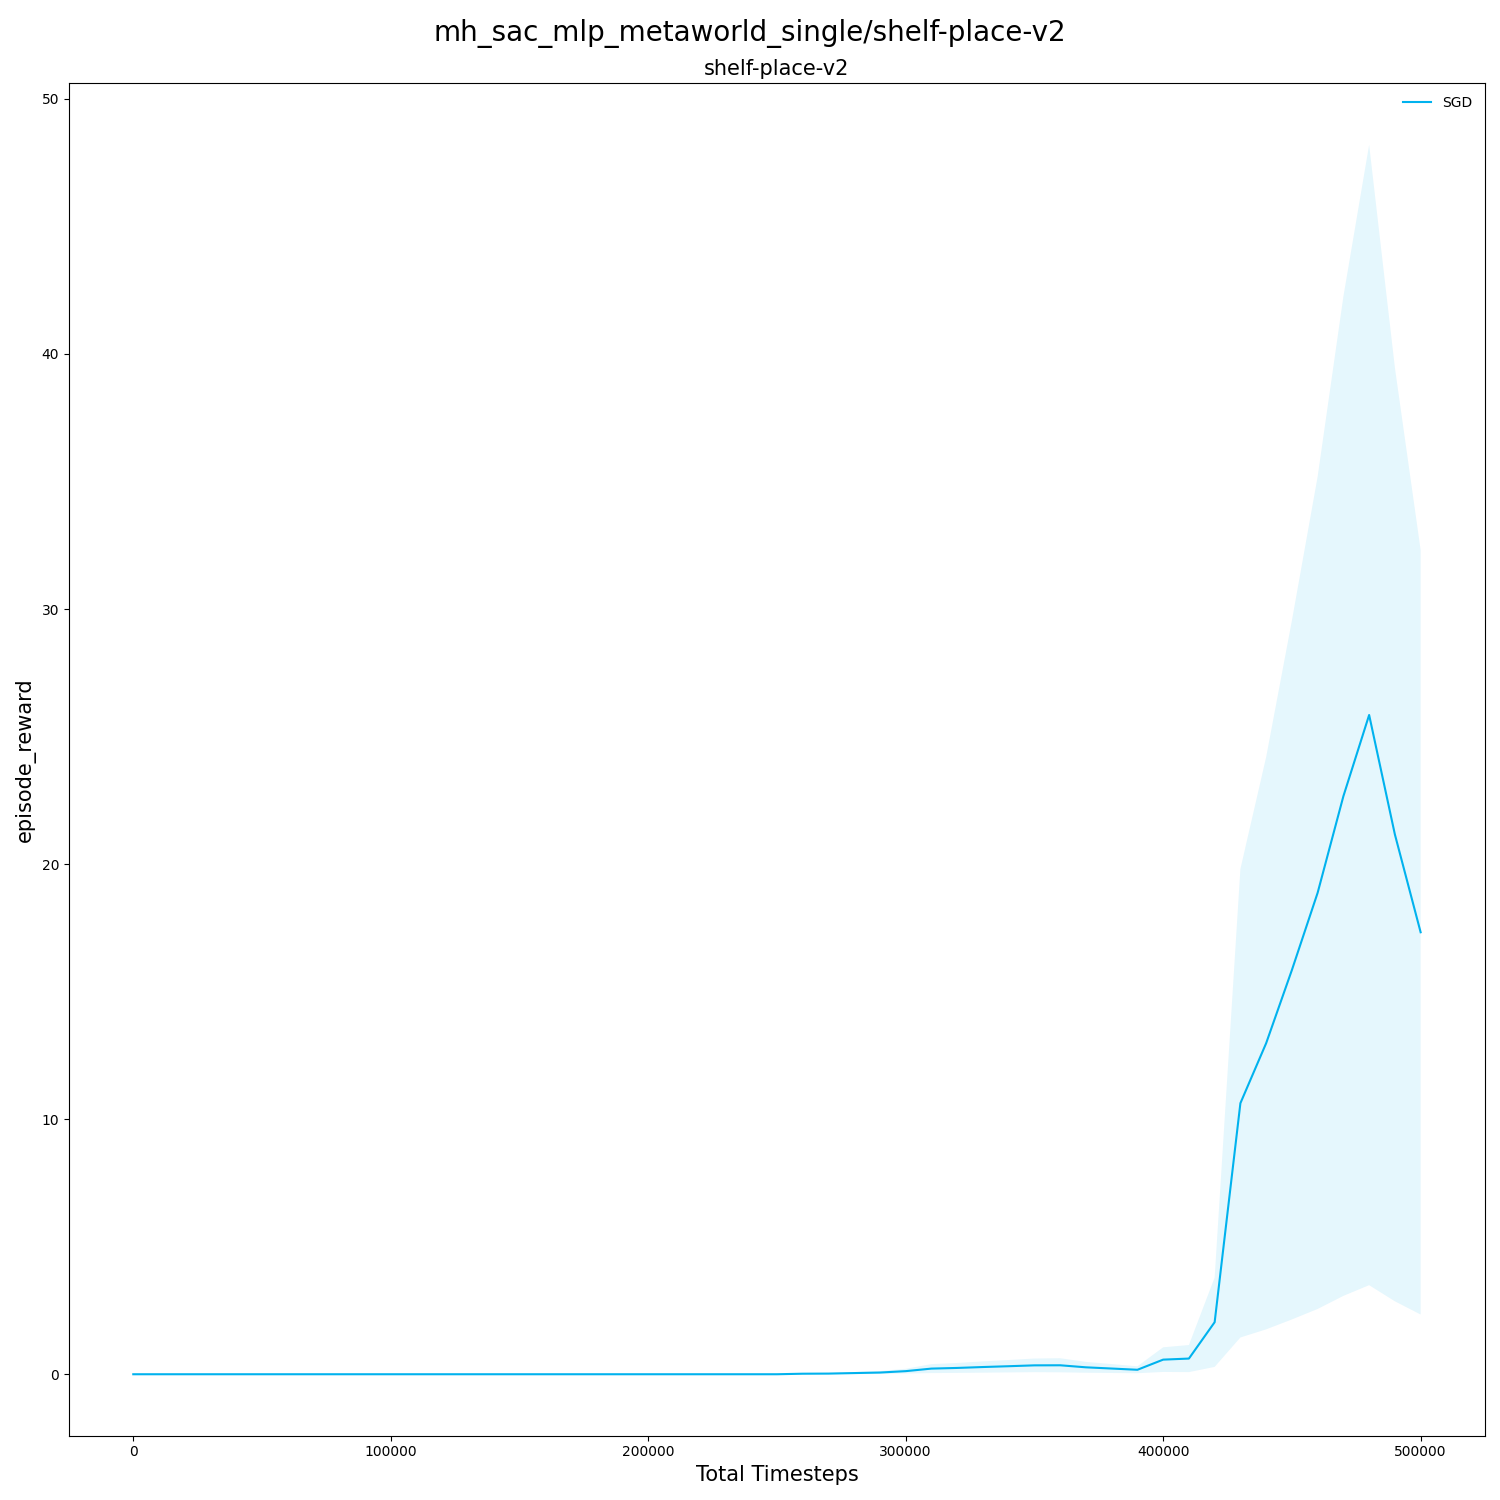 mh_sac_mlp_metaworld_single/shelf-place-v2
shelf-place-v2
SGD
50
40
30
20
10
0
episode_reward
0 100000 200000 300000 400000 500000
Total Timesteps